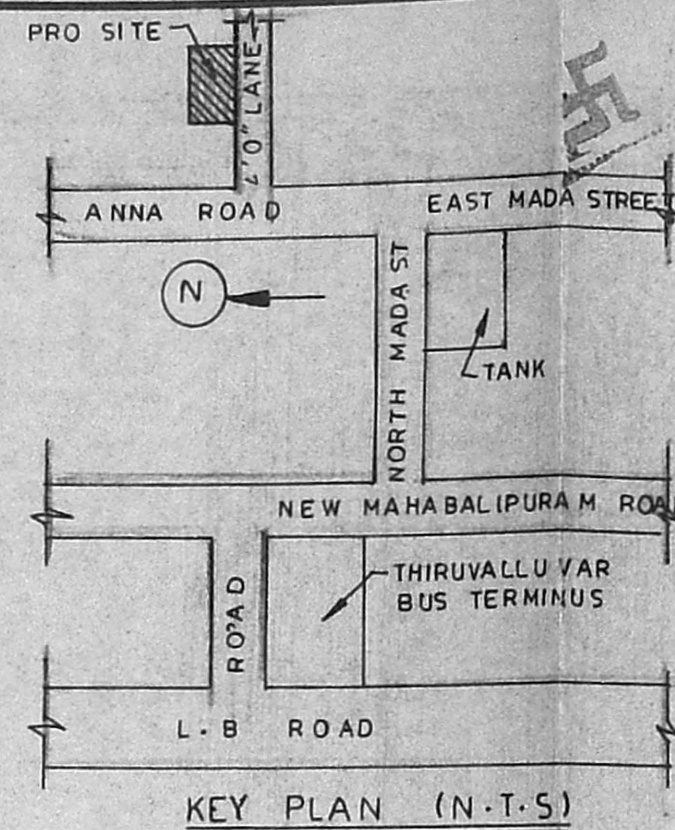 PRO SITE
4'0" LANE
ANNA ROAD
EAST MADA STREET
N
NORTH MADA ST
TANK
NEW MAHABALIPURAM ROA
THIRUVALLUVAR
BUS TERMINUS
ROAD
L.B ROAD
KEY PLAN (N.T.S)